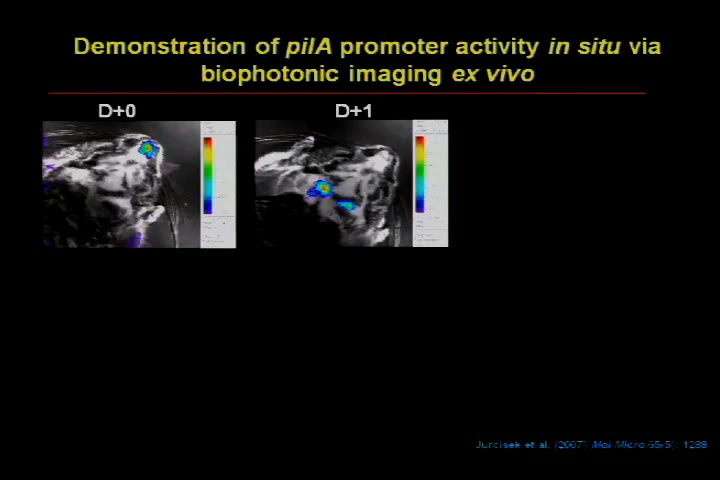 Demonstration of pilA promoter activity in situ via
biophotonic imaging ex vivo
D+0
D+1
Jurcisek et al. (2007) Mol Micro 65(5): 1288